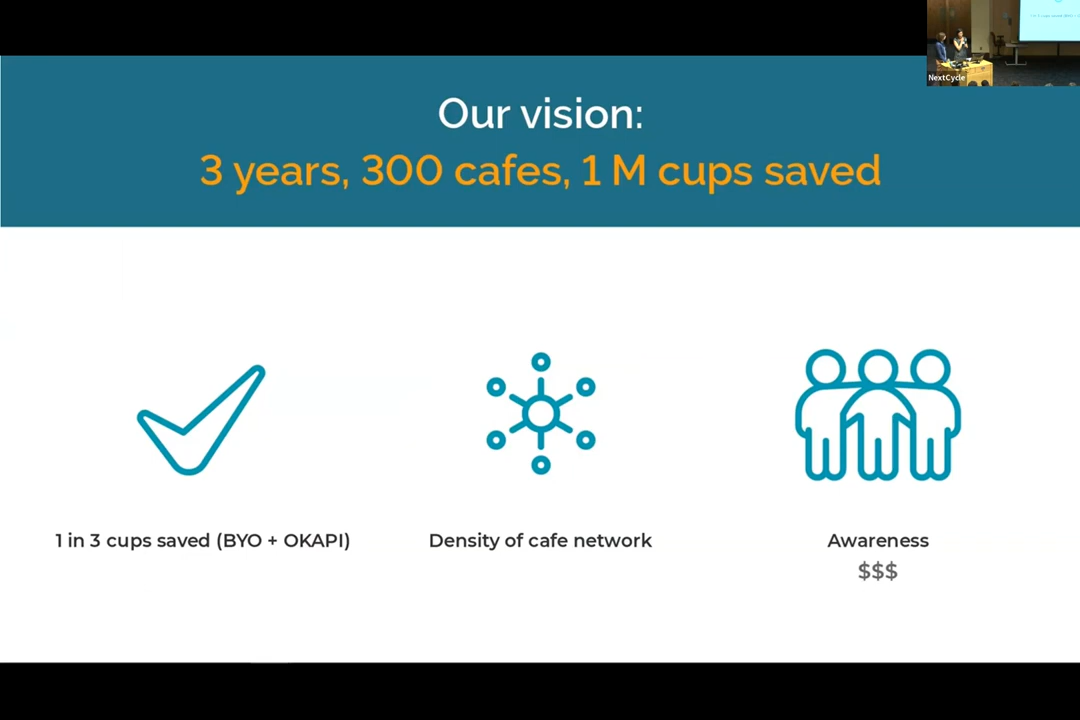 NextCycle
Our vision:
3 years, 300 cafes, 1 M cups saved
1 in 3 cups saved (BYO + OKAPI)
Density of cafe network
Awareness
$$$